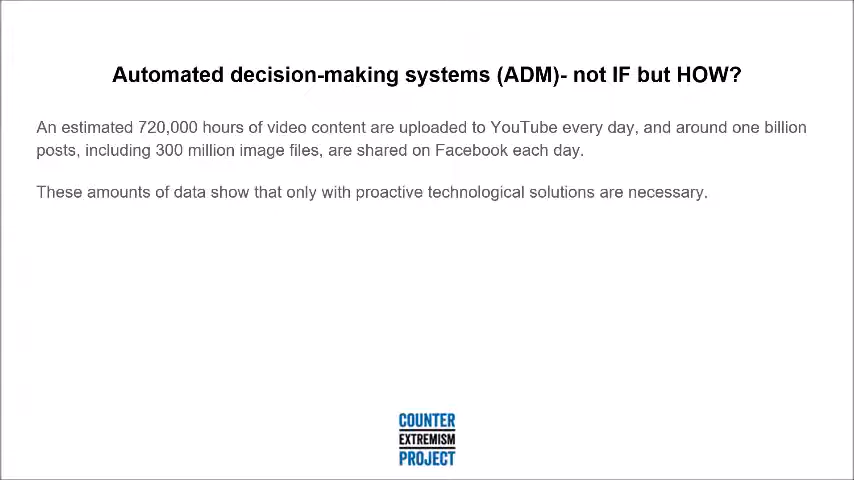 Automated decision-making systems (ADM)- not IF but HOW?
An estimated 720,000 hours of video content are uploaded to YouTube every day, and around one billion
posts, including 300 million image files, are shared on Facebook each day.
These amounts of data show that only with proactive technological solutions are necessary.
COUNTER
EXTREMISM
PROJECT